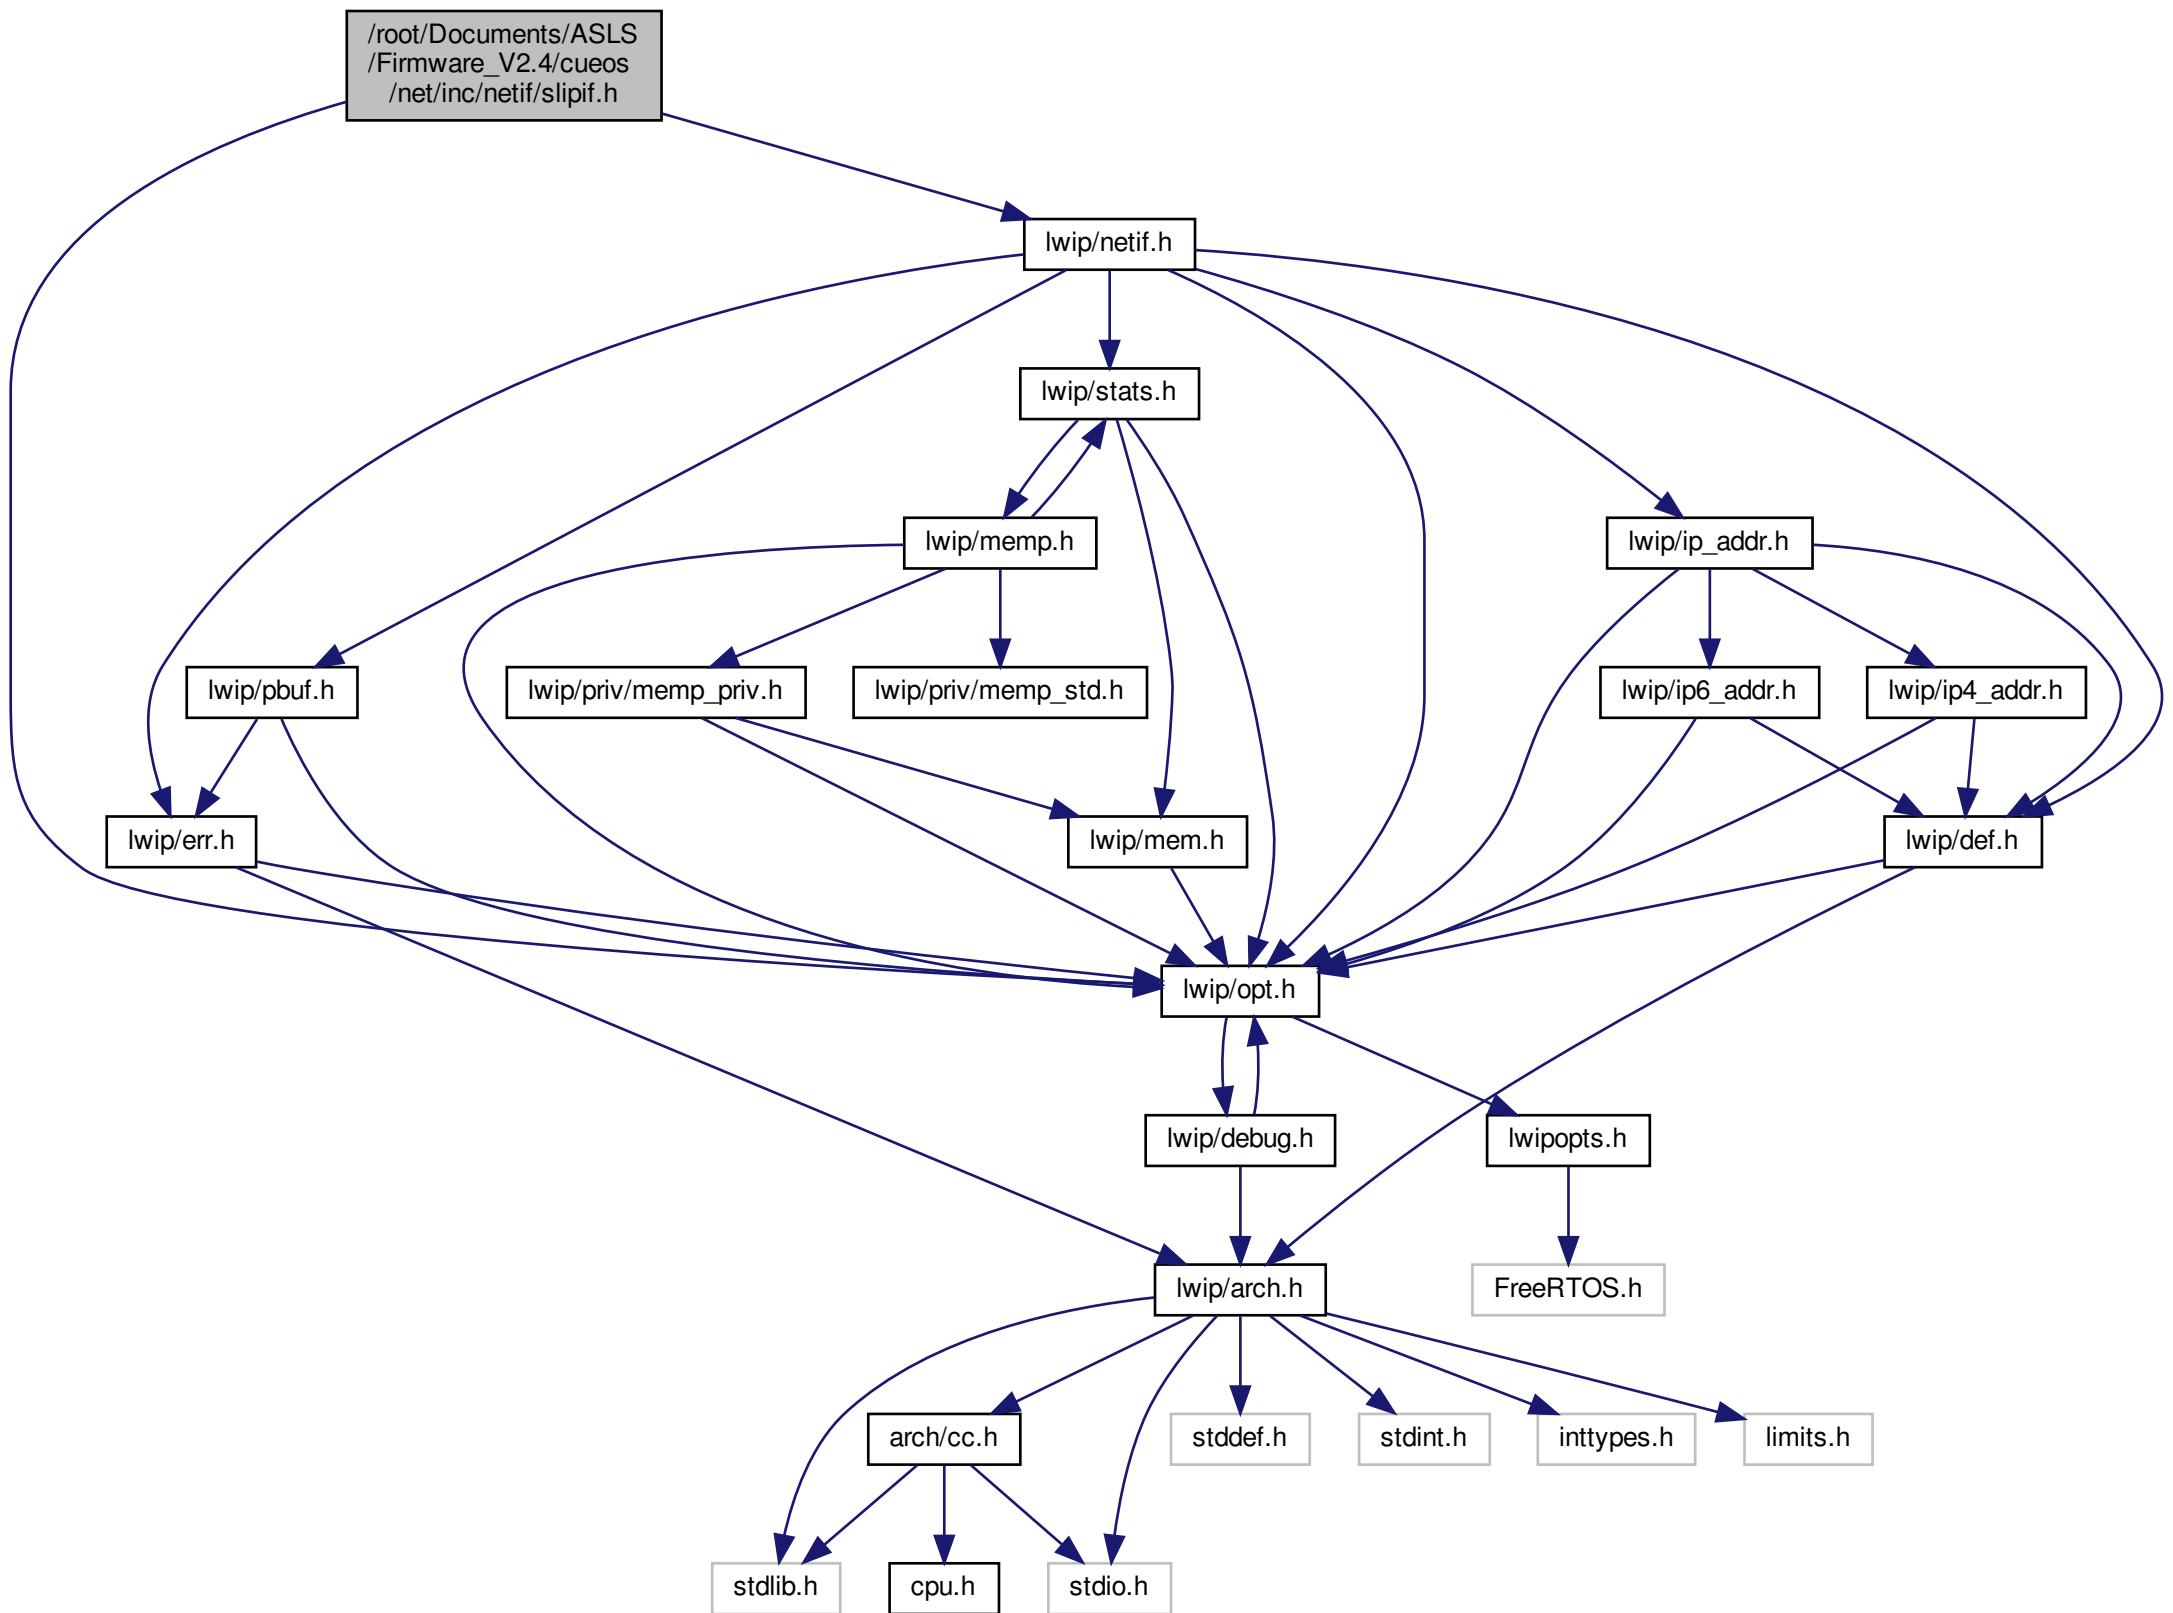 /root/Documents/ASLS
/Firmware_V2.4/cueos
/net/inc/netif/slipif.h
lwip/netif.h
lwip/stats.h
lwip/memp.h
lwip/ip_addr.h
lwip/pbuf.h
lwip/priv/memp_priv.h
lwip/priv/memp_std.h
lwip/ip6_addr.h
lwip/ip4_addr.h
lwip/err.h
lwip/mem.h
lwip/def.h
lwip/opt.h
lwip/debug.h
lwipopts.h
lwip/arch.h
FreeRTOS.h
arch/cc.h
stddef.h
stdint.h
inttypes.h
limits.h
stdlib.h
cpu.h
stdio.h